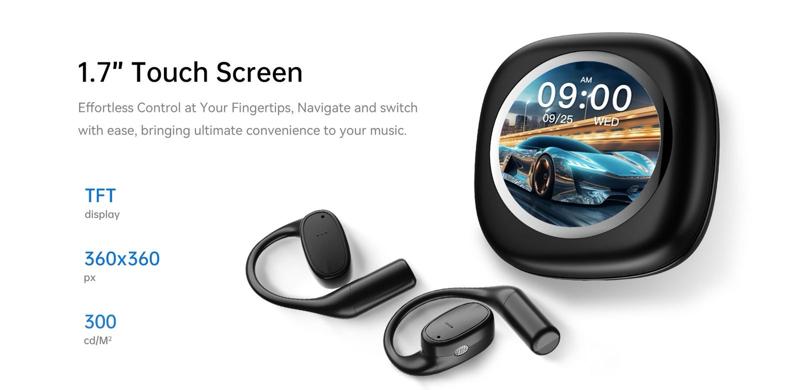 1.7″ Touch Screen
Effortless Control at Your Fingertips, Navigate and switch
with ease, bringing ultimate convenience to your music.
TFT
display
360x360
px
300
cd/M²
AM
09:00
09/25 WED